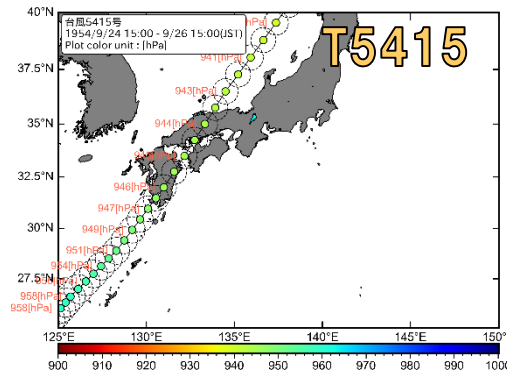 台風5415号
1954/9/24 15:00 - 9/26 15:00(JST)
Plot color unit : [hPa]
T5415
40°N
37.5°N
35°N
32.5°N
30°N
27.5°N
25°N
941[hPa]
943[hPa]
944[hPa]
946[hPa]
947[hPa]
949[hPa]
951[hPa]
954[hPa]
958[hPa]
958[hPa]
125°E
130°E
135°E
140°E
145°E
150°E
900 910 920 930 940 950 960 970 980 990 1000